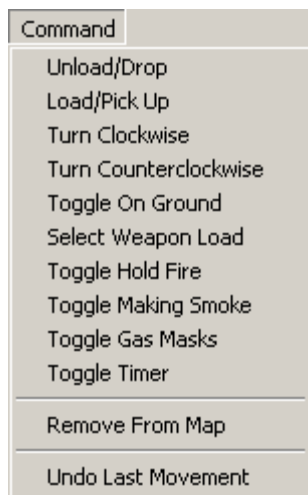 Command
Unload/Drop
Load/Pick Up
Turn Clockwise
Turn Counterclockwise
Toggle On Ground
Select Weapon Load
Toggle Hold Fire
Toggle Making Smoke
Toggle Gas Masks
Toggle Timer
Remove From Map
Undo Last Movement